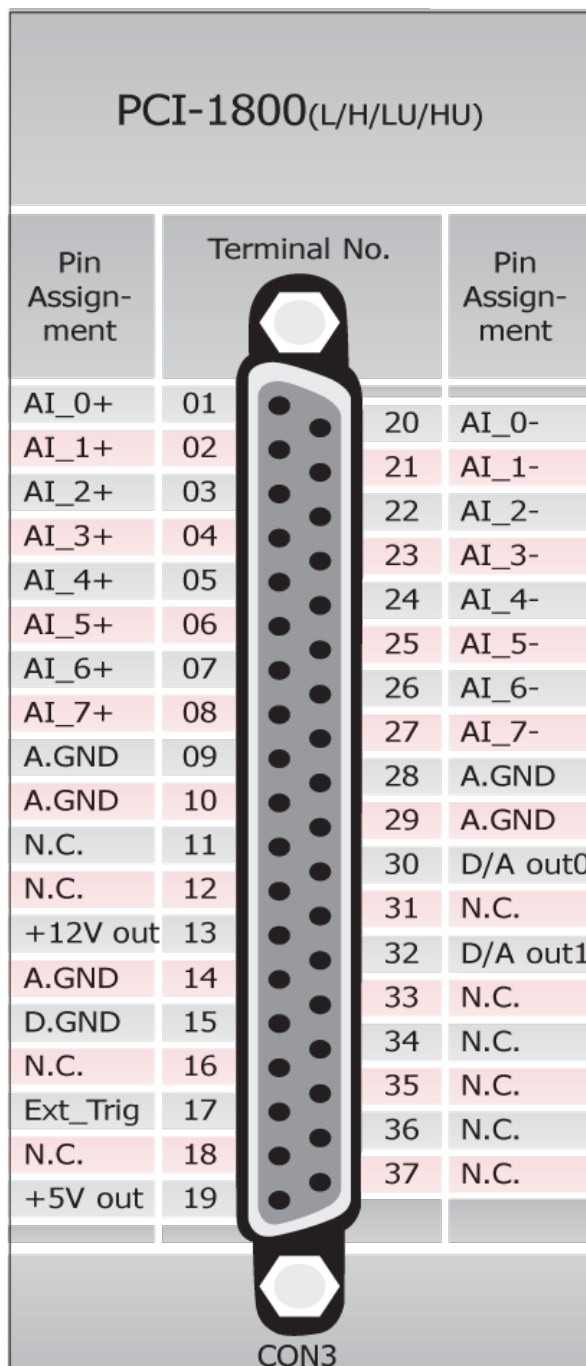 PCI-1800(L/H/LU/HU)
Pin Assign-ment Terminal No. Pin Assign-ment
AI_0+ 01
20 AI_0-
AI_1+ 02
21 AI_1-
AI_2+ 03
22 AI_2-
AI_3+ 04
23 AI_3-
AI_4+ 05
24 AI_4-
AI_5+ 06
25 AI_5-
AI_6+ 07
26 AI_6-
AI_7+ 08
27 AI_7-
A.GND 09
28 A.GND
A.GND 10
29 A.GND
N.C. 11
30 D/A out0
N.C. 12
31 N.C.
+12V out 13
32 D/A out1
A.GND 14
33 N.C.
D.GND 15
34 N.C.
N.C. 16
35 N.C.
Ext_Trig 17
36 N.C.
N.C. 18
37 N.C.
+5V out 19
CON3